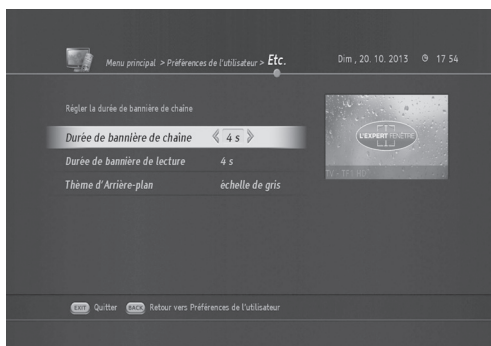 Menu principal > Préférences de l'utilisateur > Etc.
Dim , 20. 10. 2013 17 54
Régler la durée de bannière de chaîne
Durée de bannière de chaîne 4 s
L'EXPERT FENÊTRE
Durée de bannière de lecture 4 s
Thème d'Arrière-plan èchelle de gris
EXIT Quitter BACK Retour vers Préférences de l'utilisateur